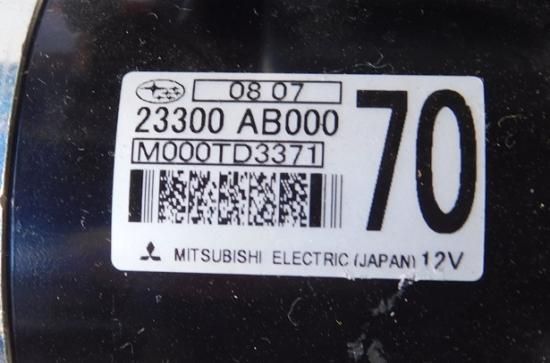 08 07
23300 AB000
M000TD3371
70
MITSUBISHI ELECTRIC (JAPAN) 12V